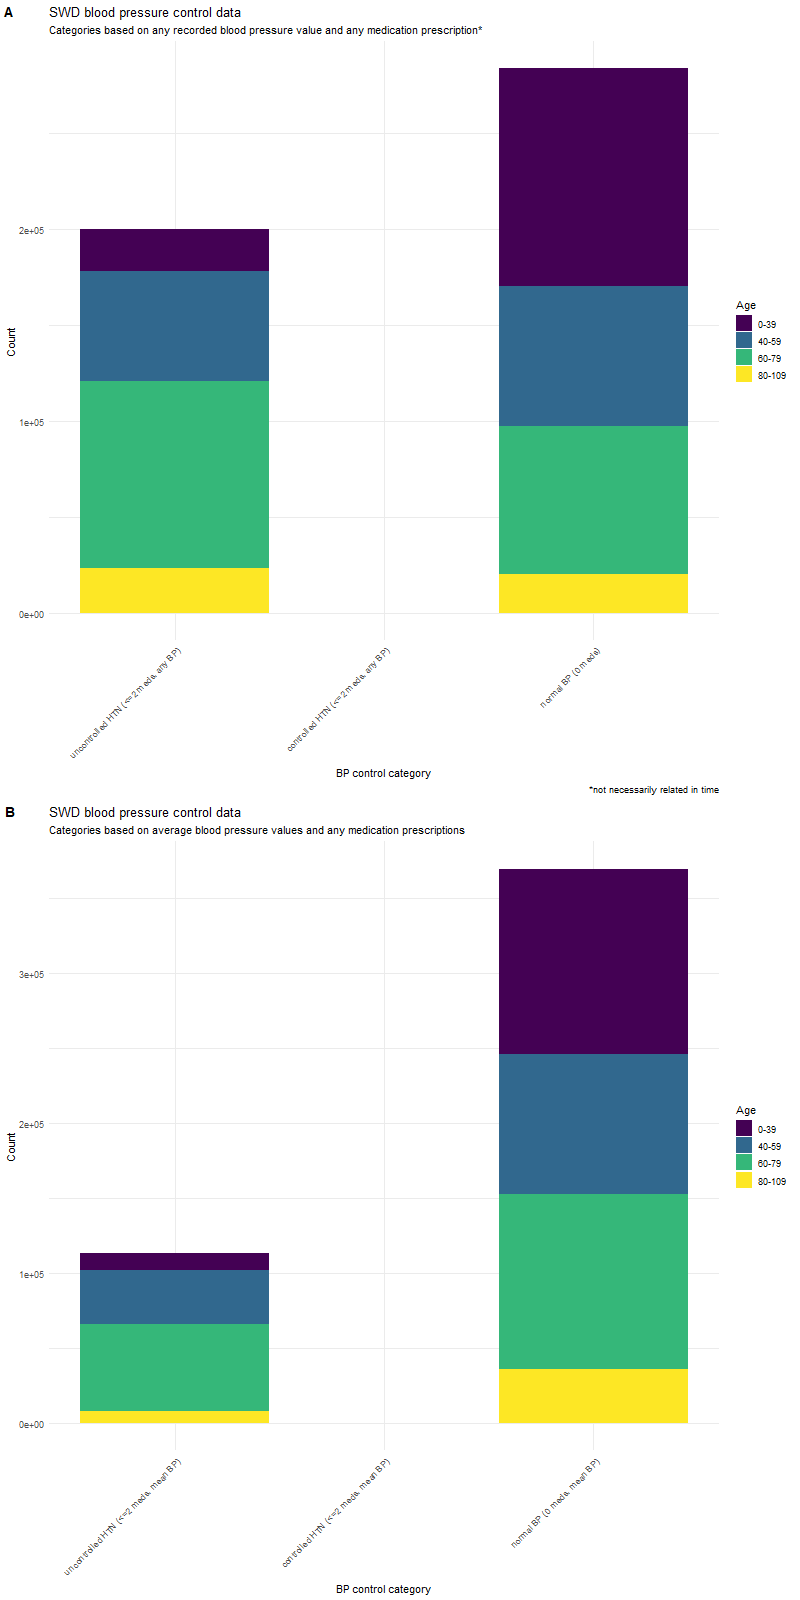 A
SWD blood pressure control data
Categories based on any recorded blood pressure value and any medication prescription*
2e+05
1e+05
0e+00
Count
uncontrolled HTN (<=2 meds, any BP)
controlled HTN (<=2 meds, any BP)
normal BP (0 meds)
BP control category
*not necessarily related in time
Age
0-39
40-59
60-79
80-109
B
SWD blood pressure control data
Categories based on average blood pressure values and any medication prescriptions
3e+05
2e+05
1e+05
0e+00
Count
uncontrolled HTN (<=2 meds, mean BP)
controlled HTN (<=2 meds, mean BP)
normal BP (0 meds, mean BP)
BP control category
Age
0-39
40-59
60-79
80-109